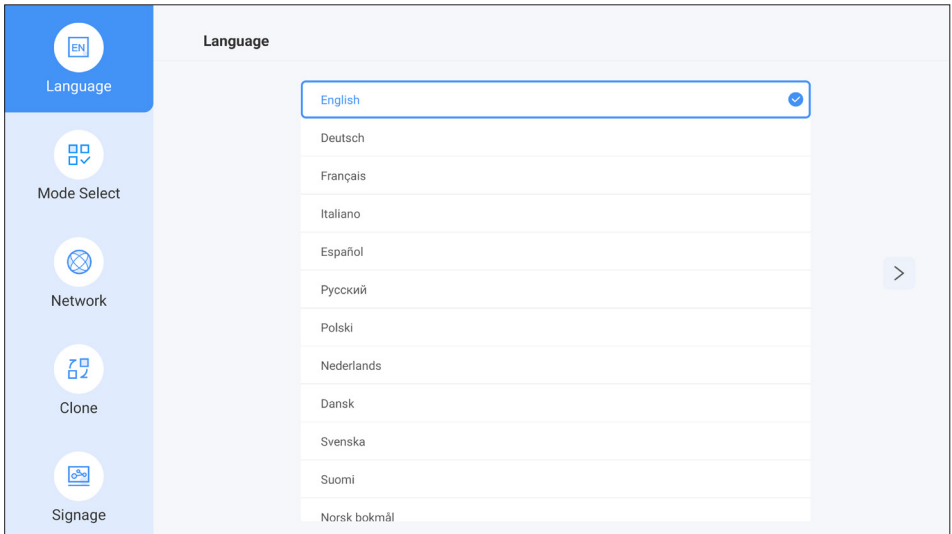 EN
Language
Mode Select
Network
Clone
Signage
Language
English
Deutsch
Français
Italiano
Español
Русский
Polski
Nederlands
Dansk
Svenska
Suomi
Norsk bokmål